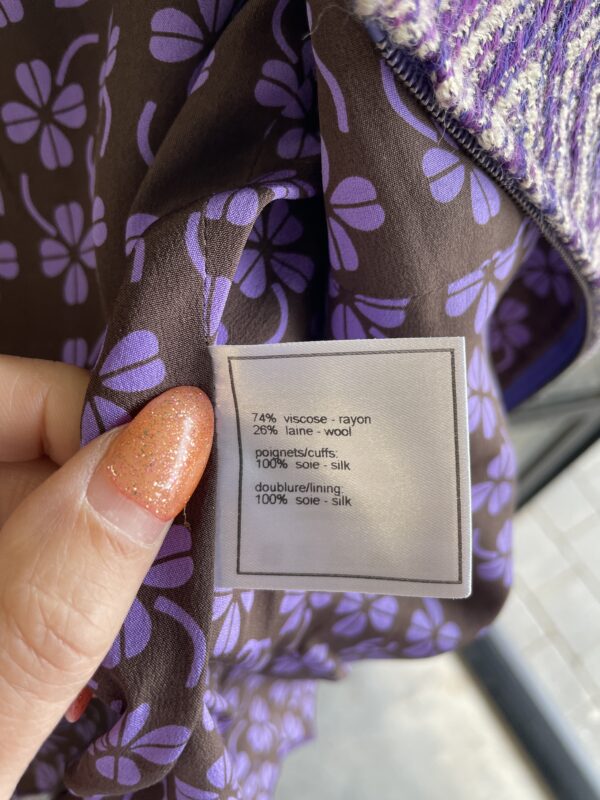 74% viscose - rayon
26% laine - wool
poignets/cuffs:
100% soie - silk
doublure/lining:
100% soie - silk